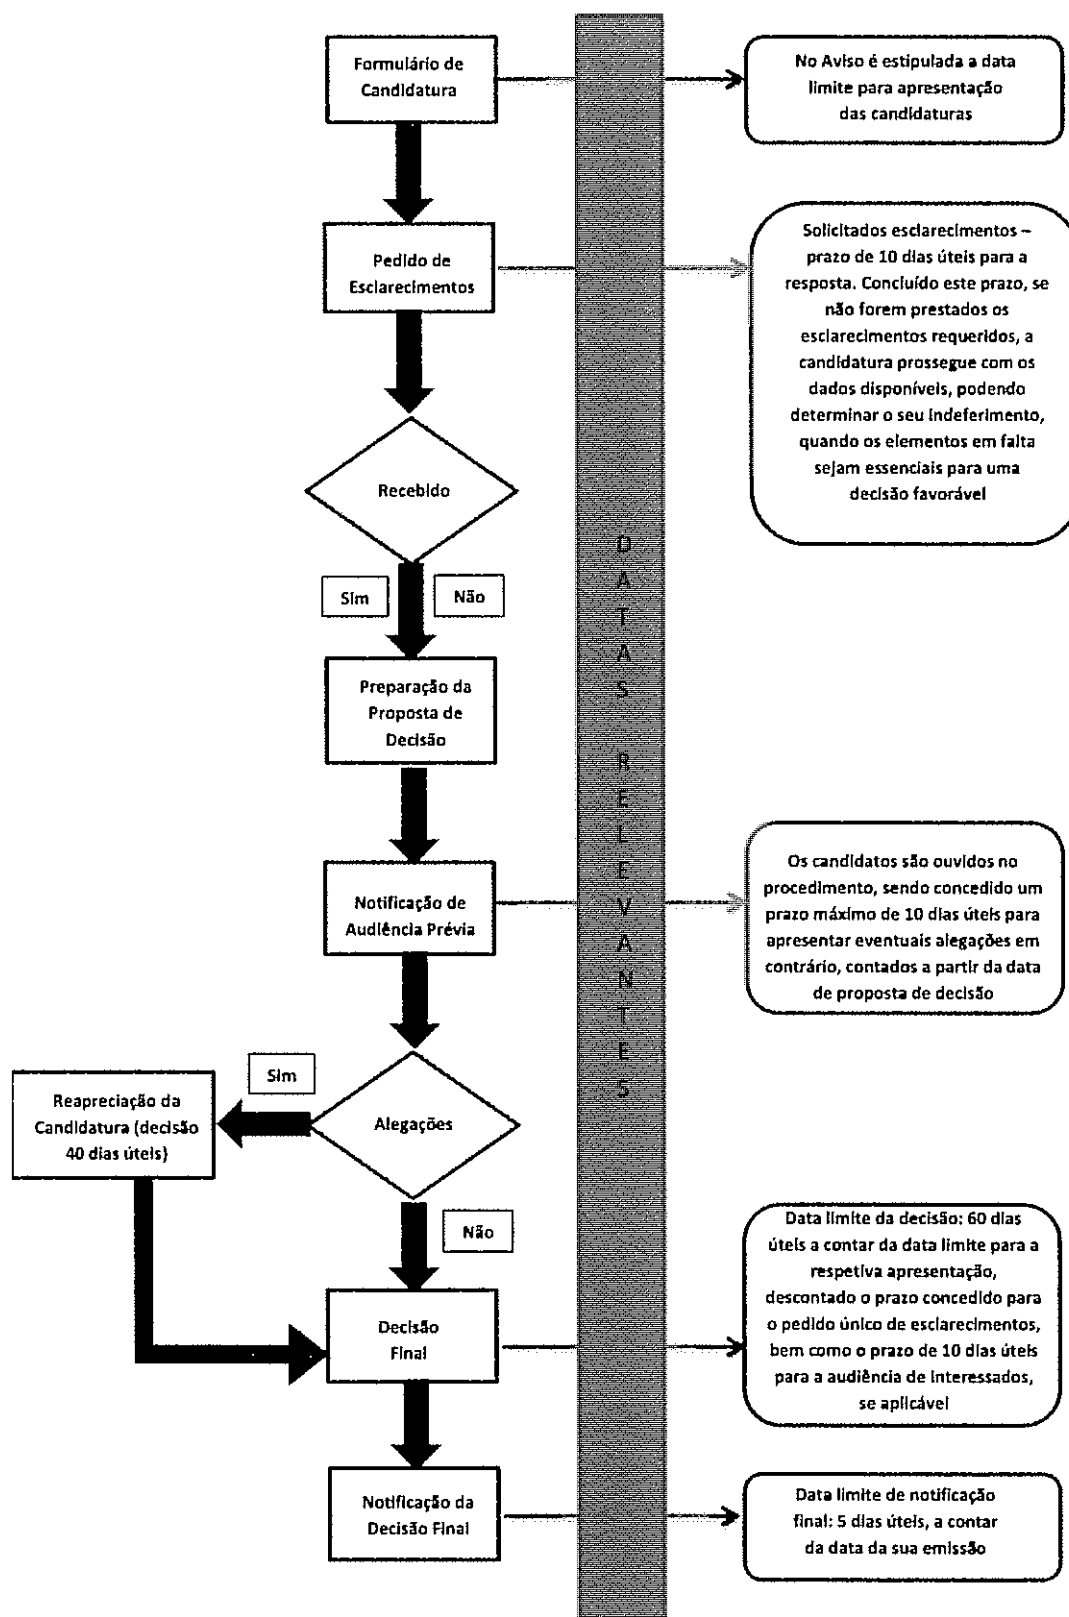 Formulário de
Candidatura
No Aviso é estipulada a data
limite para apresentação
das candidaturas
Pedido de
Esclarecimentos
Solicitados esclarecimentos –
prazo de 10 dias úteis para a
resposta. Concluído este prazo, se
não forem prestados os
esclarecimentos requeridos, a
candidatura prossegue com os
dados disponíveis, podendo
determinar o seu indeferimento,
quando os elementos em falta
sejam essenciais para uma
decisão favorável
Recebido
Sim
Não
Preparação da
Proposta de
Decisão
DATAS RELEVANTES
Notificação de
Audiência Prévia
Os candidatos são ouvidos no
procedimento, sendo concedido um
prazo máximo de 10 dias úteis para
apresentar eventuais alegações em
contrário, contados a partir da data
de proposta de decisão
Alegações
Sim
Reapreciação da
Candidatura (decisão
40 dias úteis)
Não
Decisão
Final
Data limite da decisão: 60 dias
úteis a contar da data limite para a
respetiva apresentação,
descontado o prazo concedido para
o pedido único de esclarecimentos,
bem como o prazo de 10 dias úteis
para a audiência de interessados,
se aplicável
Notificação da
Decisão Final
Data limite de notificação
final: 5 dias úteis, a contar
da data da sua emissão